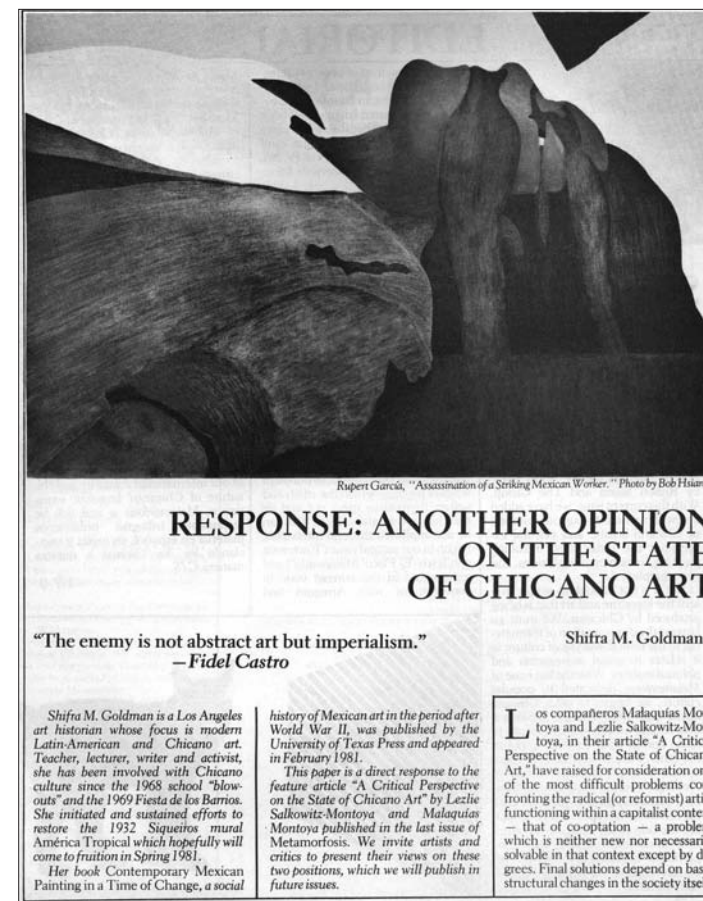 Rupert García, "Assassination of a Striking Mexican Worker." Photo by Bob Hsian
RESPONSE: ANOTHER OPINION
ON THE STATE
OF CHICANO ART
"The enemy is not abstract art but imperialism."
—Fidel Castro
Shifra M. Goldman
Shifra M. Goldman is a Los Angeles
art historian whose focus is modern
Latin-American and Chicano art.
Teacher, lecturer, writer and activist,
she has been involved with Chicano
culture since the 1968 school "blow-
outs" and the 1969 Fiesta de los Barrios.
She initiated and sustained efforts to
restore the 1932 Siqueiros mural
América Tropical which hopefully will
come to fruition in Spring 1981.
Her book Contemporary Mexican
Painting in a Time of Change, a social
history of Mexican art in the period after
World War II, was published by the
University of Texas Press and appeared
in February 1981.
This paper is a direct response to the
feature article "A Critical Perspective
on the State of Chicano Art" by Lezlie
Salkowitz-Montoya and Malaquías
Montoya published in the last issue of
Metamorfosis. We invite artists and
critics to present their views on these
two positions, which we will publish in
future issues.
Los compañeros Malaquías Mo
toya and Lezlie Salkowitz-Mo
toya, in their article "A Critic
Perspective on the State of Chican
Art," have raised for consideration on
of the most difficult problems co
fronting the radical (or reformist) arti
functioning within a capitalist conte
— that of co-optation — a proble
which is neither new nor necessari
solvable in that context except by d
grees. Final solutions depend on bas
structural changes in the society itse